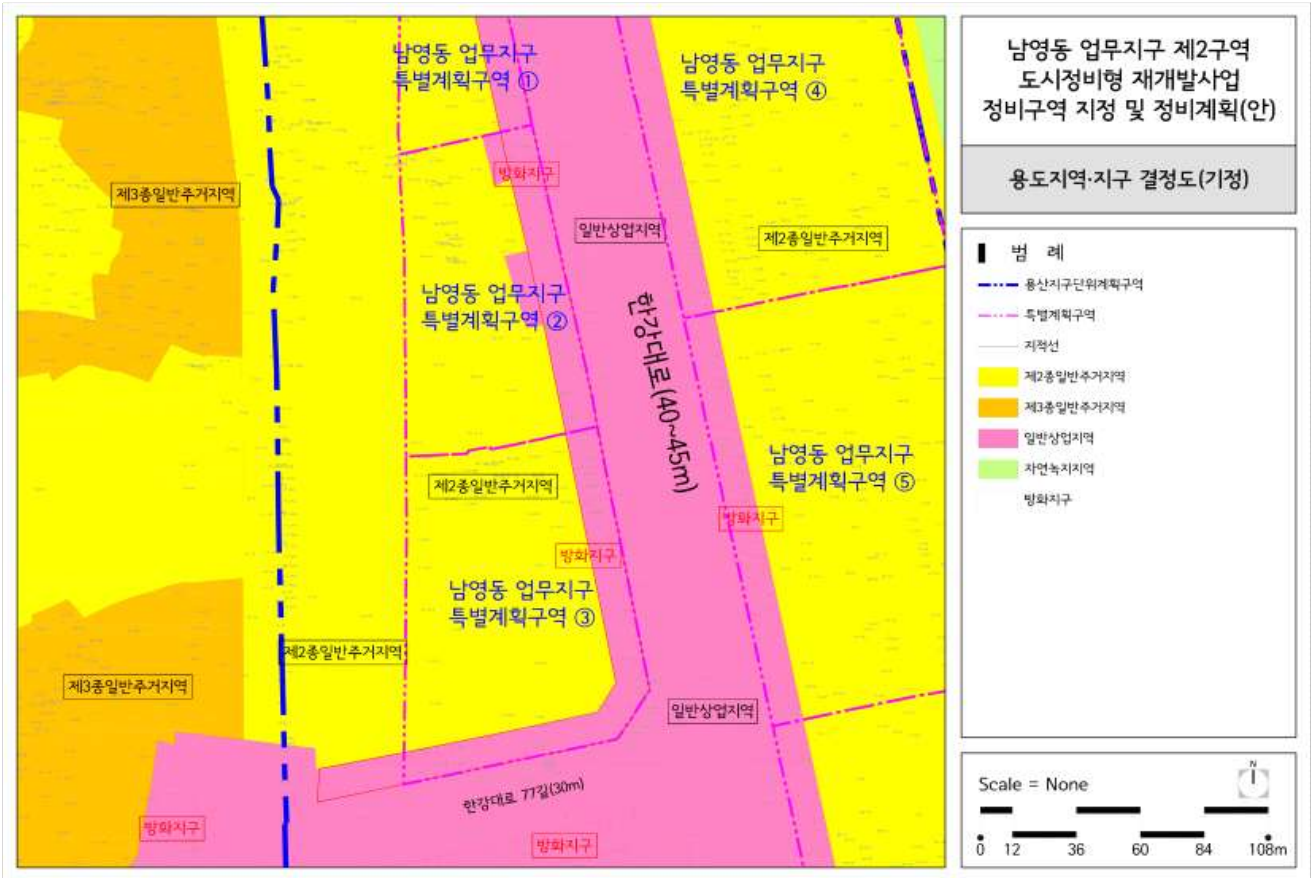 남영동 업무지구
특별계획구역 ①
남영동 업무지구
특별계획구역 ④
방화지구
제3종일반주거지역
일반상업지역
제2종일반주거지역
남영동 업무지구
특별계획구역 ②
한강대로(40~45m)
남영동 업무지구
특별계획구역 ⑤
제2종일반주거지역
방화지구
방화지구
남영동 업무지구
특별계획구역 ③
제2종일반주거지역
제3종일반주거지역
일반상업지역
한강대로 77길(30m)
방화지구
방화지구
남영동 업무지구 제2구역
도시정비형 재개발사업
정비구역 지정 및 정비계획(안)
용도지역·지구 결정도(기정)
범 례
용산지구단위계획구역
특별계획구역
지적선
제2종일반주거지역
제3종일반주거지역
일반상업지역
자연녹지지역
방화지구
Scale = None
N
0 12 36 60 84 108m